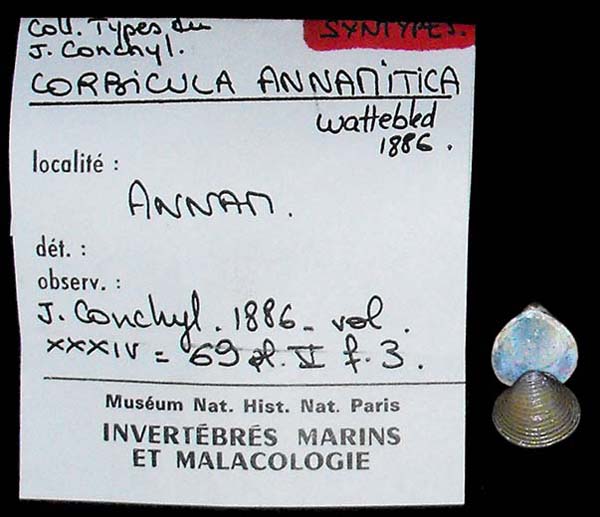 Coll. Types du
J. Conchyl.
SYNTYPES.
CORBICULA ANNAMITICA
Wattebled
1886.
localité :
ANNAM.
dét. :
observ. :
J. Conchyl. 1886 - vol.
XXXIV = 69 pl. V f. 3.
Muséum Nat. Hist. Nat. Paris
INVERTÉBRÉS MARINS
ET MALACOLOGIE